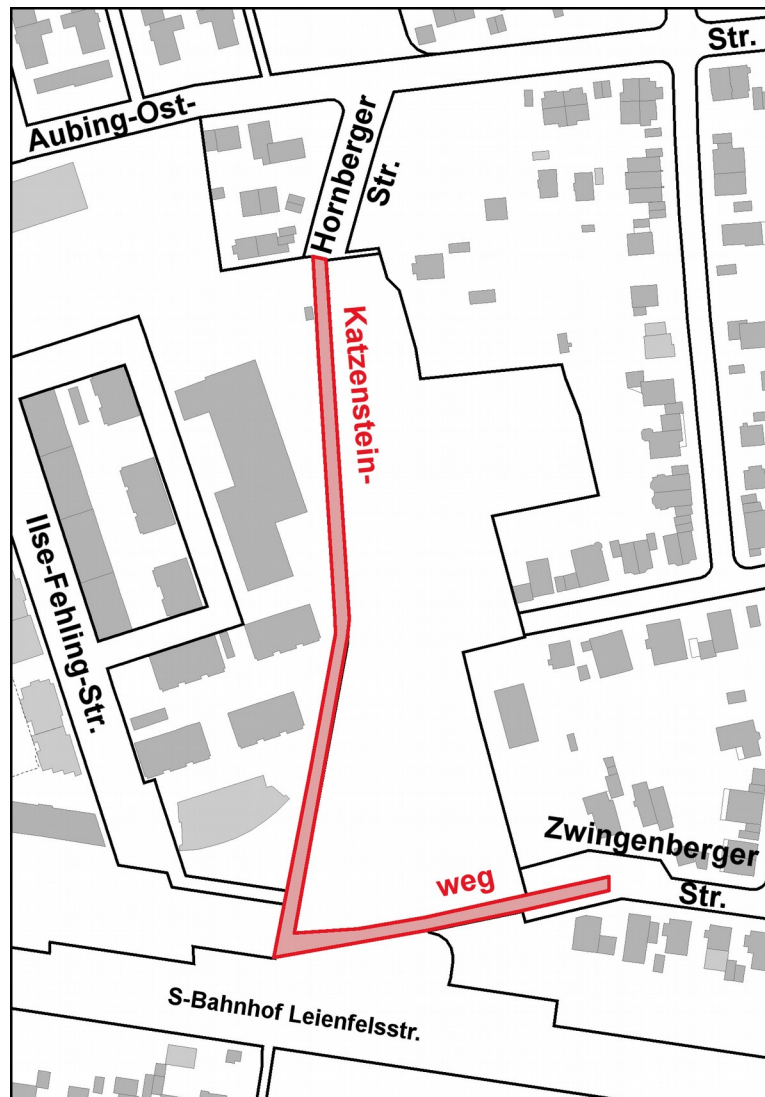 Str.
Aubing-Ost-
Hornberger
Str.
Katzenstein-
Ilse-Fehling-Str.
Zwingenberger
Str.
weg
S-Bahnhof Leienfelsstr.